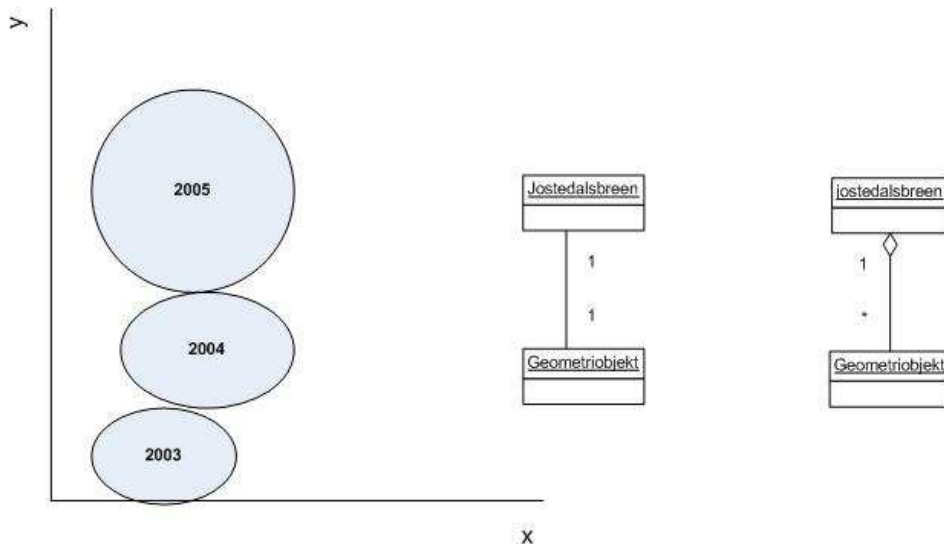 y
2005
2004
2003
x
Jostedalsbreen
1
1
Geometriobjekt
jostedalsbreen
1
*
Geometriobjekt